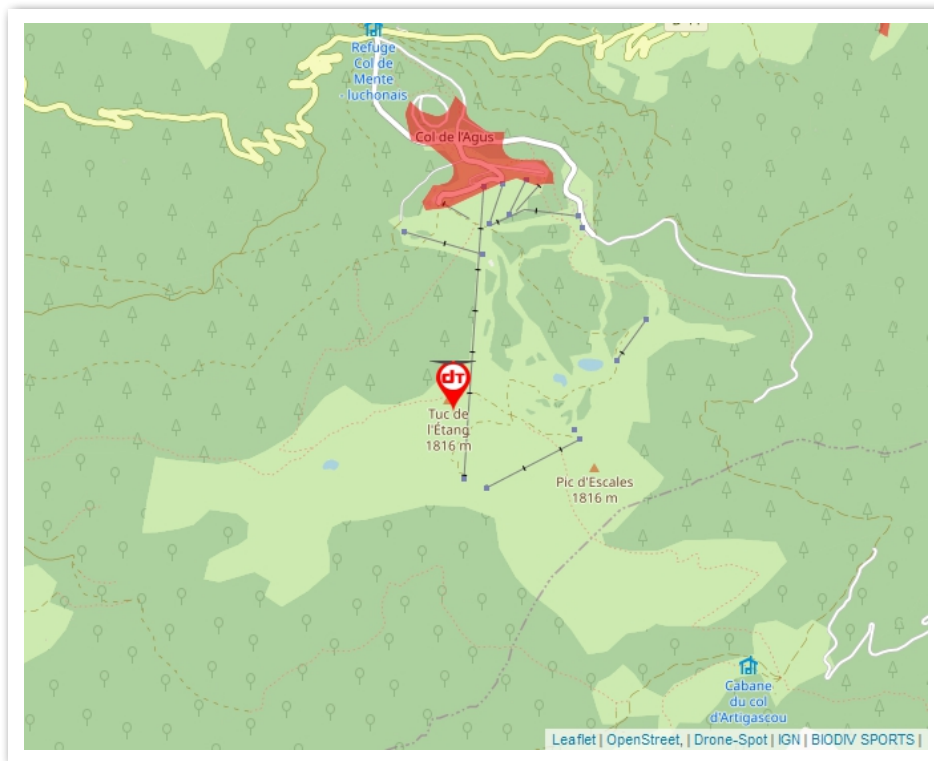 Refuge
Col de
Mente
- luchonais
Col de l'Agus
dT
Tuc de
l'Étang
1816 m
Pic d'Escales
1816 m
Cabane
du col
d'Artigascou
Leaflet | OpenStreet, | Drone-Spot | IGN | BIODIV SPORTS |